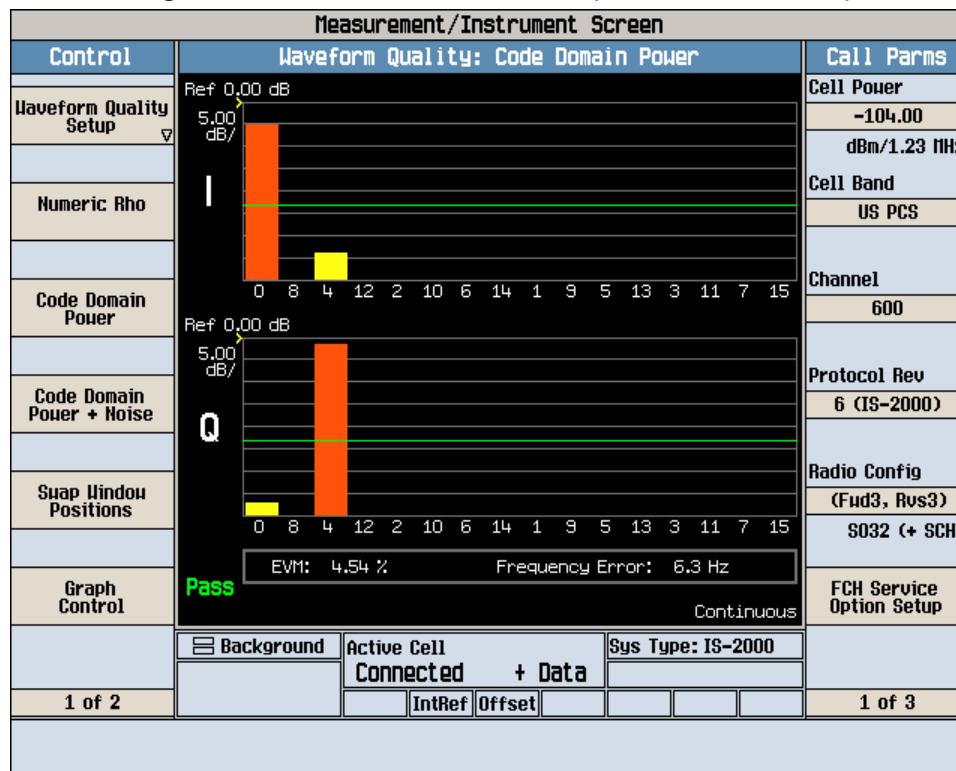 Measurement/Instrument Screen
Control
Waveform Quality: Code Domain Power
Call Parms
Waveform Quality
Setup
Numeric Rho
Code Domain
Power
Code Domain
Power + Noise
Swap Window
Positions
Graph
Control
1 of 2
Ref 0.00 dB
5.00
dB/
I
0 8 4 12 2 10 6 14 1 9 5 13 3 11 7 15
Ref 0.00 dB
5.00
dB/
Q
0 8 4 12 2 10 6 14 1 9 5 13 3 11 7 15
EVM: 4.54 % Frequency Error: 6.3 Hz
Pass
Continuous
Background
Active Cell
Connected + Data
Sys Type: IS-2000
IntRef Offset
Cell Power
-104.00
dBm/1.23 MH
Cell Band
US PCS
Channel
600
Protocol Rev
6 (IS-2000)
Radio Config
(Fwd3, Rvs3)
SO32 (+ SCH
FCH Service
Option Setup
1 of 3